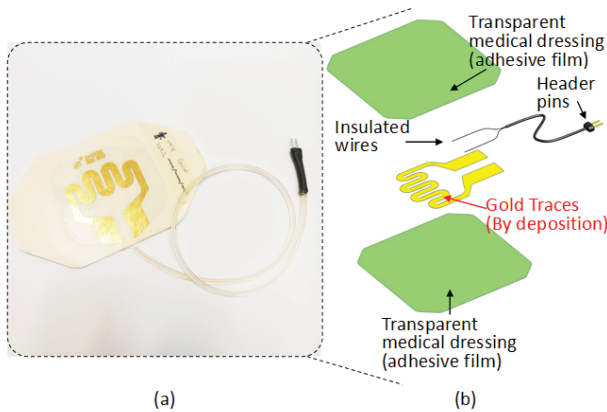 Transparent
medical dressing
(adhesive film)
Header
pins
Insulated
wires
Gold Traces
(By deposition)
Transparent
medical dressing
(adhesive film)
(a)
(b)